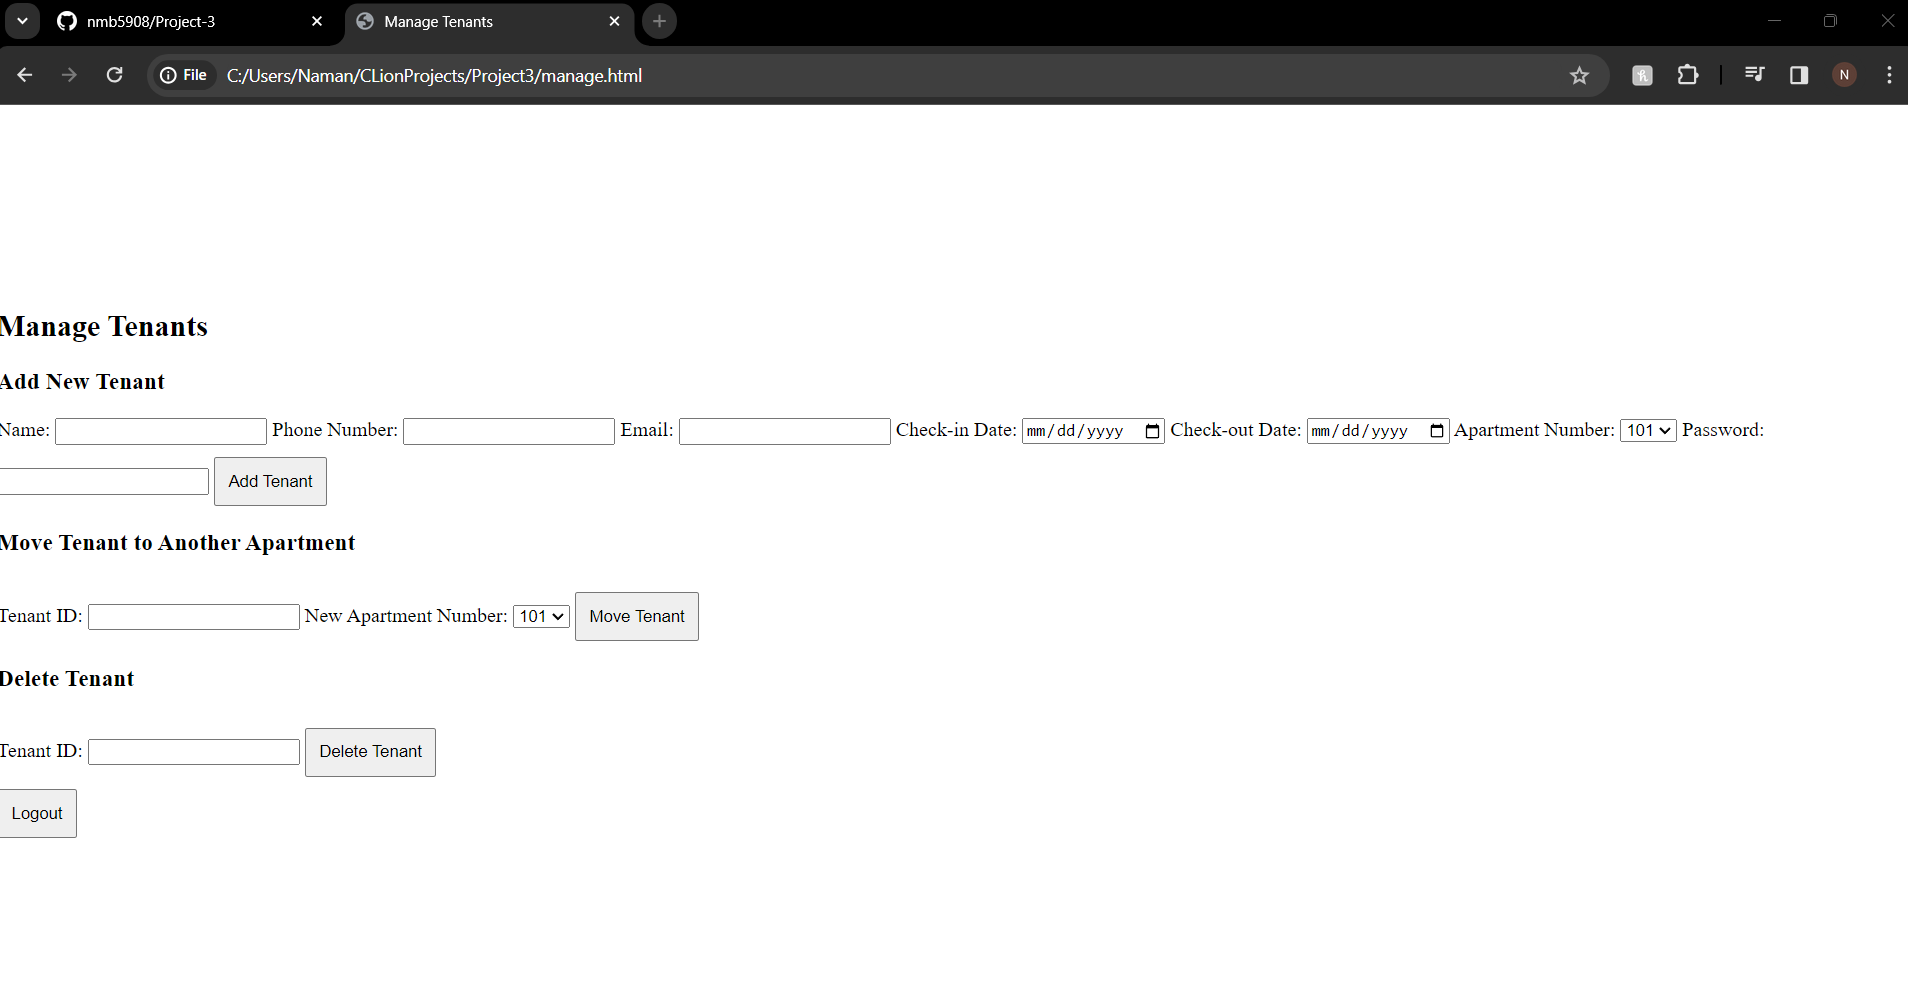 nmb5908/Project-3
Manage Tenants
File C:/Users/Naman/CLionProjects/Project3/manage.html
N
Manage Tenants
Add New Tenant
Name: Phone Number: Email: Check-in Date: mm/dd/yyyy Check-out Date: mm/dd/yyyy Apartment Number: 101 Password:
Add Tenant
Move Tenant to Another Apartment
Tenant ID: New Apartment Number: 101 Move Tenant
Delete Tenant
Tenant ID: Delete Tenant
Logout